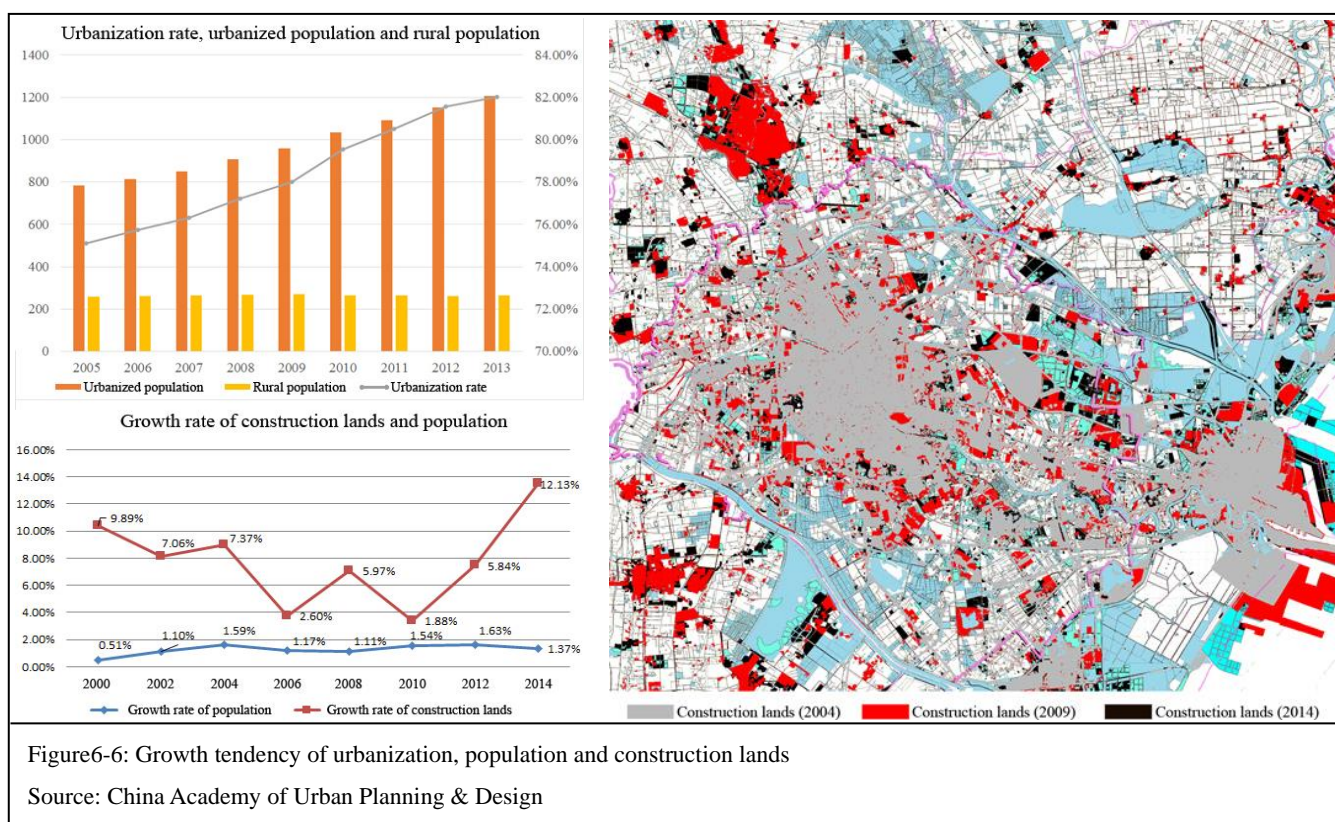 Urbanization rate, urbanized population and rural population
1400
1200
1000
800
600
400
200
0
84.00%
82.00%
80.00%
78.00%
76.00%
74.00%
72.00%
70.00%
2005 2006 2007 2008 2009 2010 2011 2012 2013
Urbanized population Rural population Urbanization rate
Growth rate of construction lands and population
16.00%
14.00%
12.00%
10.00%
8.00%
6.00%
4.00%
2.00%
0.00%
9.89% 7.06% 7.37% 2.60% 5.97% 1.88% 5.84% 12.13%
0.51% 1.10% 1.59% 1.17% 1.11% 1.54% 1.63% 1.37%
2000 2002 2004 2006 2008 2010 2012 2014
Growth rate of population Growth rate of construction lands
Construction lands (2004) Construction lands (2009) Construction lands (2014)
Figure6-6: Growth tendency of urbanization, population and construction lands
Source: China Academy of Urban Planning & Design